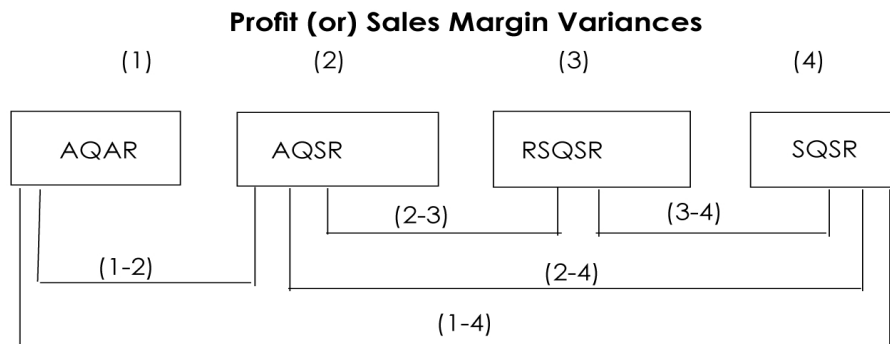 Profit (or) Sales Margin Variances
(1) (2) (3) (4)
AQAR AQSR RSQSR SQSR
(2-3) (3-4)
(1-2) (2-4)
(1-4)